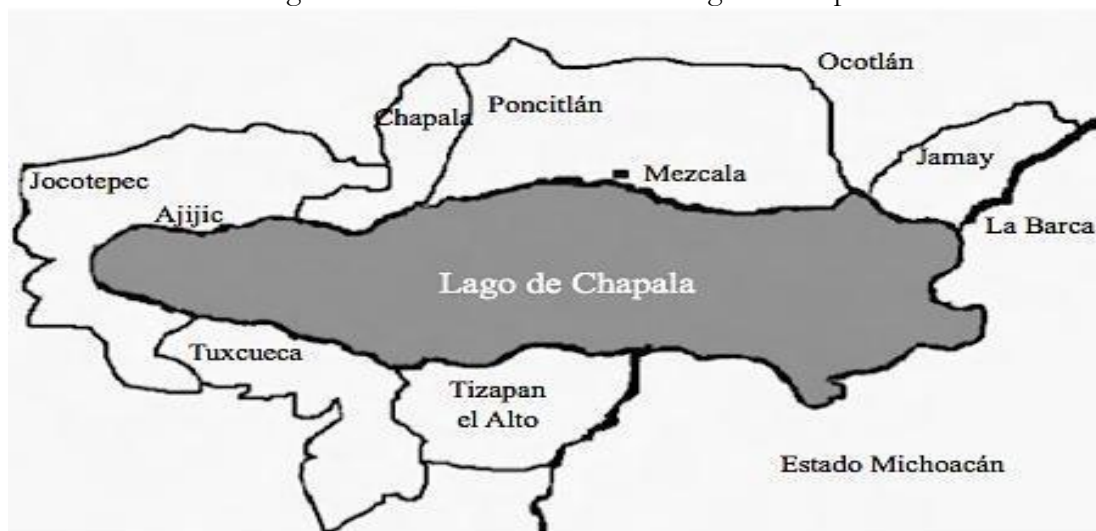 Ocotlán
Chapala
Poncitlán
Jamay
Mezcala
Jocotepec
Ajijic
La Barca
Lago de Chapala
Tuxcueca
Tizapan
el Alto
Estado Michoacán